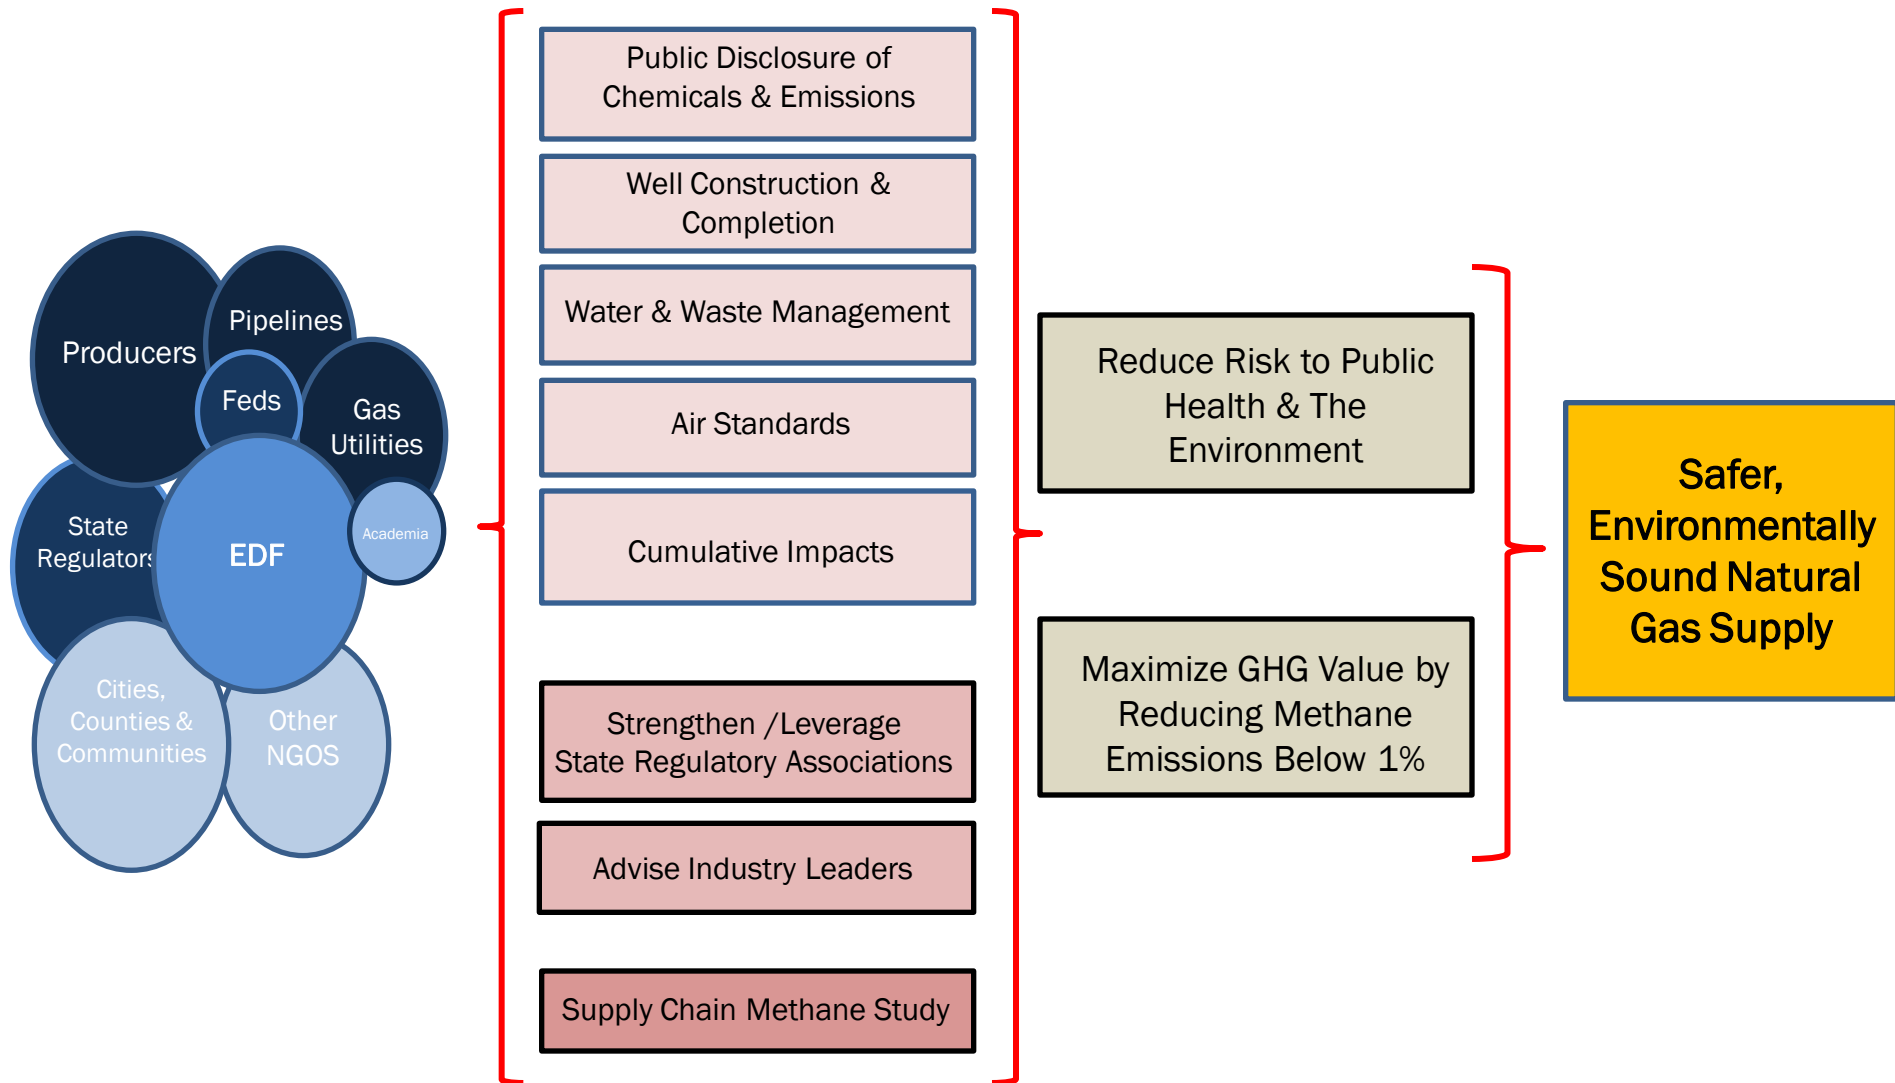 Producers
Pipelines
Feds
Gas
Utilities
State
Regulators
EDF
Academia
Cities,
Counties &
Communities
Other
NGOS
Public Disclosure of
Chemicals & Emissions
Well Construction &
Completion
Water & Waste Management
Air Standards
Cumulative Impacts
Strengthen /Leverage
State Regulatory Associations
Advise Industry Leaders
Supply Chain Methane Study
Reduce Risk to Public
Health & The
Environment
Maximize GHG Value by
Reducing Methane
Emissions Below 1%
Safer,
Environmentally
Sound Natural
Gas Supply